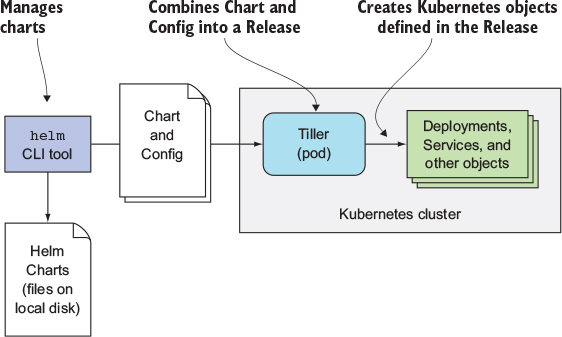 Manages
charts
Combines Chart and
Config into a Release
Creates Kubernetes objects
defined in the Release
helm
CLI tool
Chart
and
Config
Tiller
(pod)
Deployments,
Services, and
other objects
Kubernetes cluster
Helm
Charts
(files on
local disk)